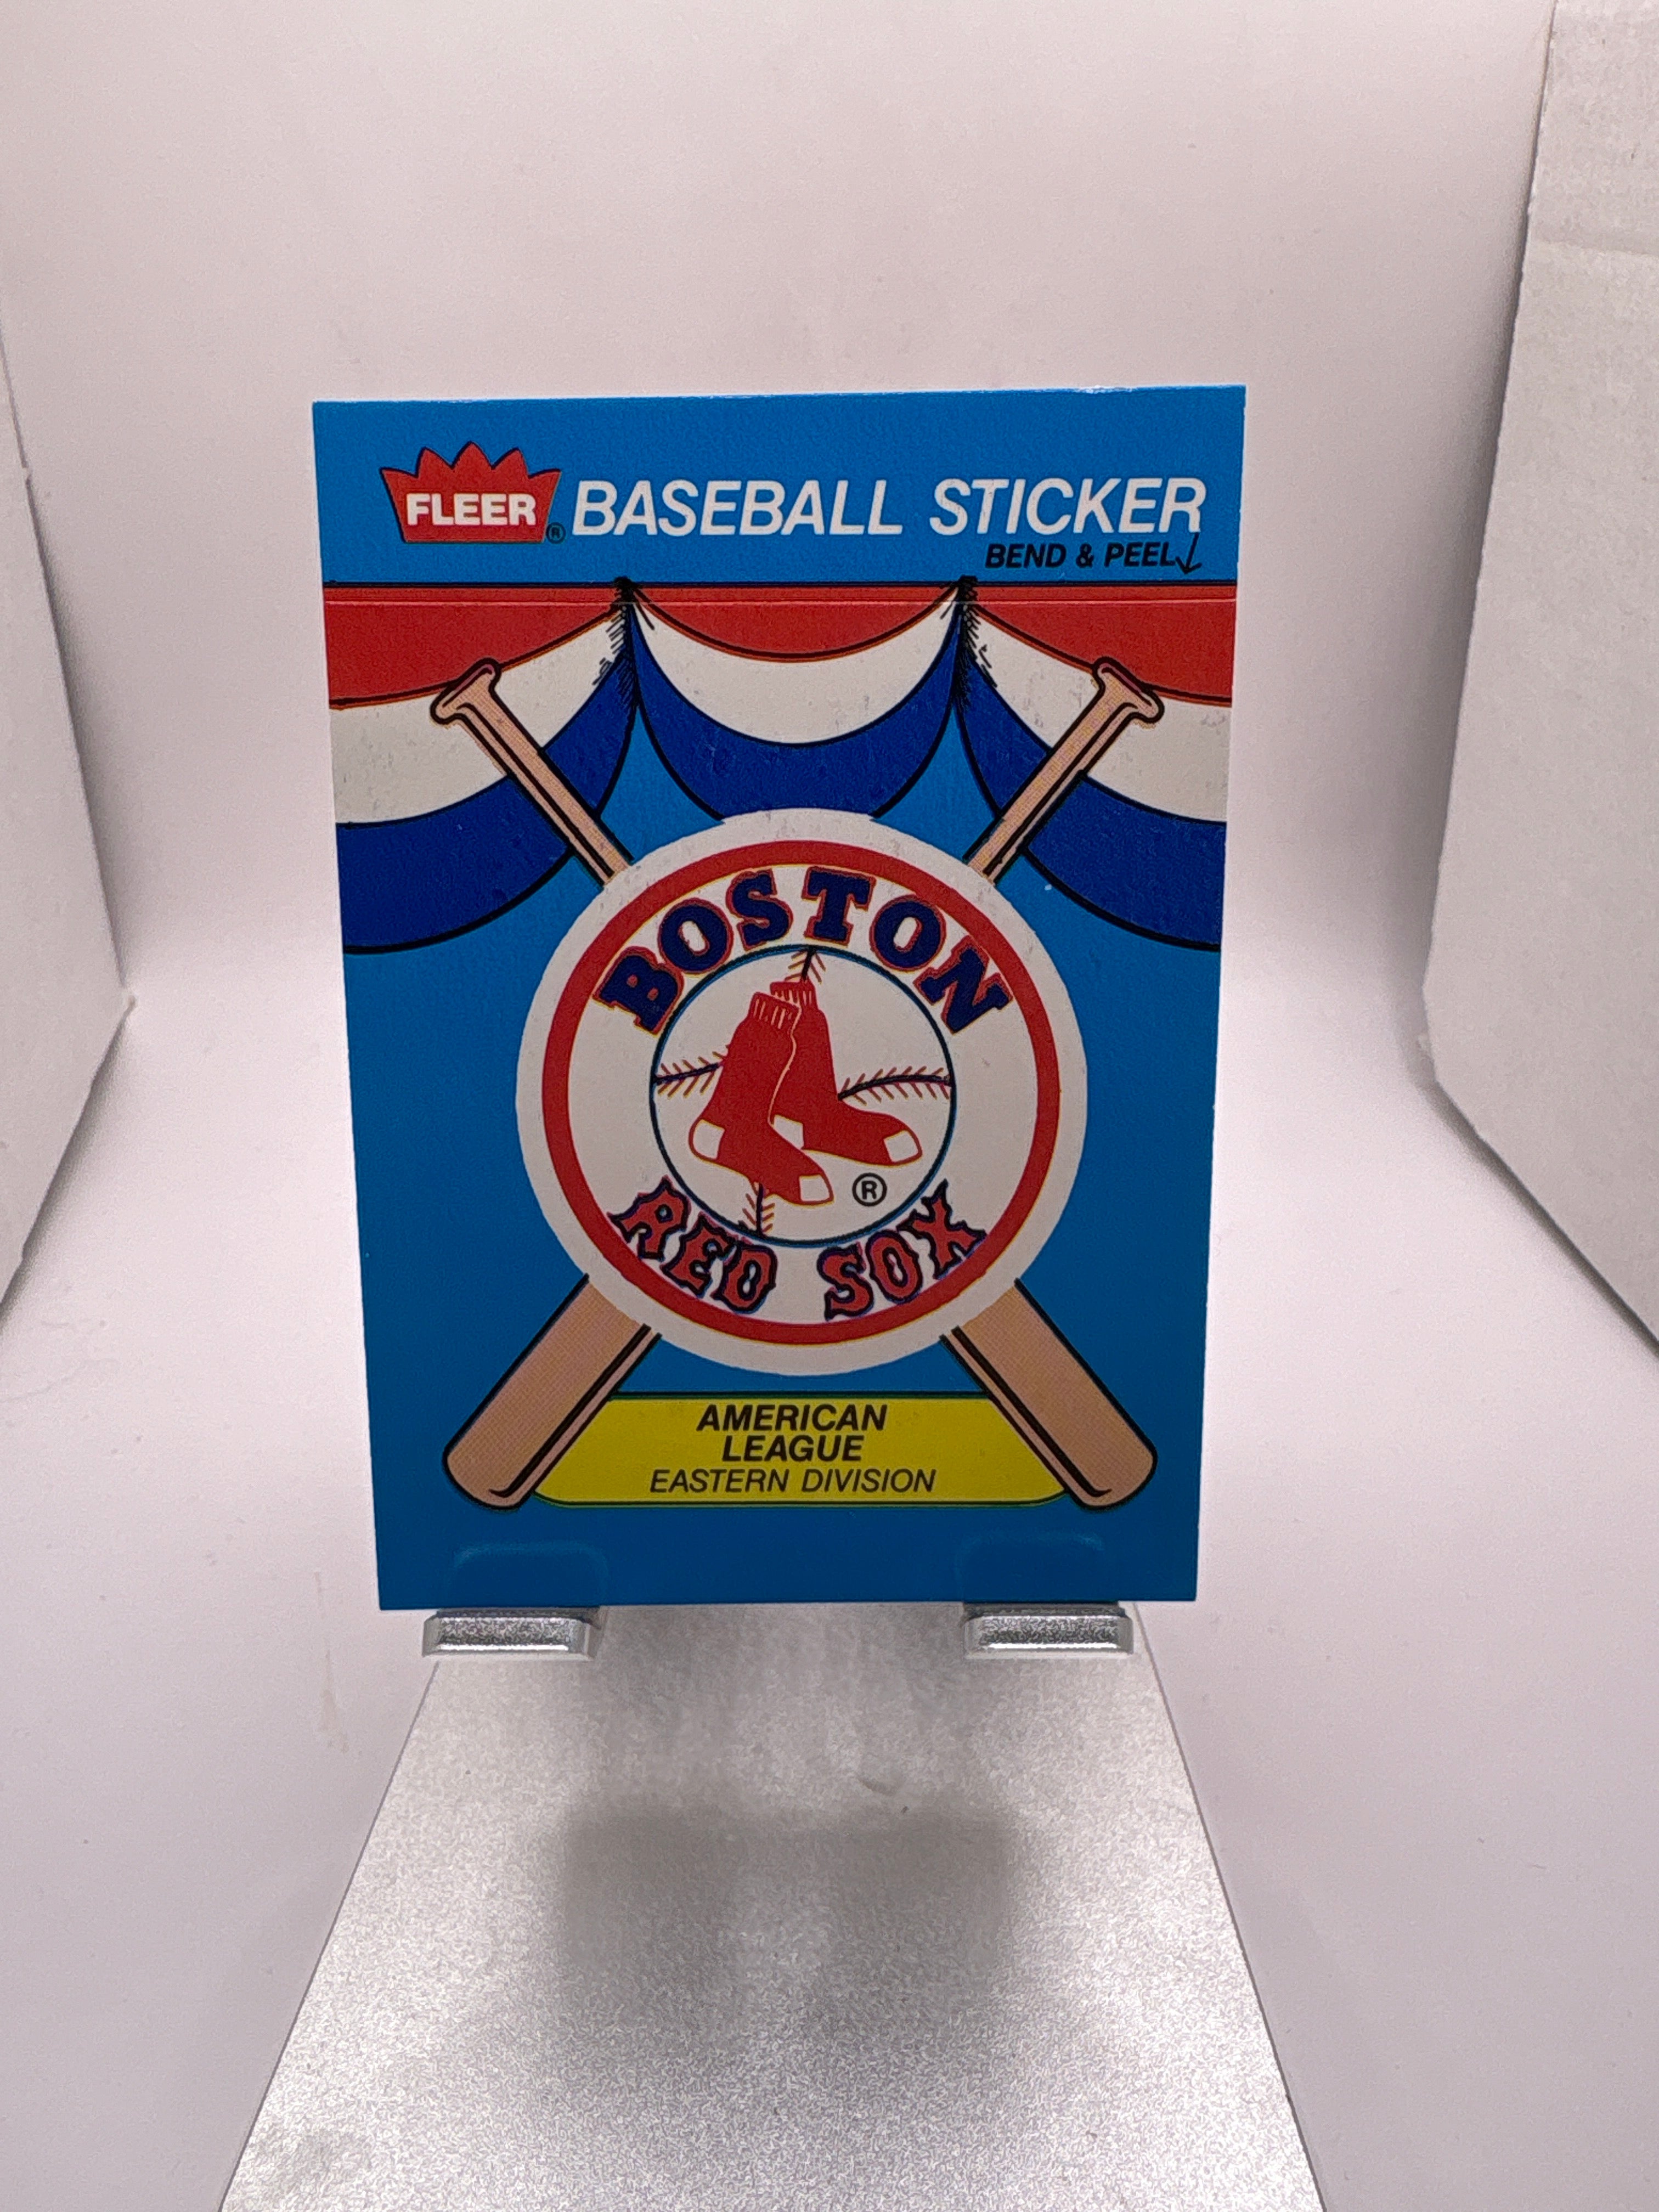 FLEER® BASEBALL STICKER
BEND & PEEL
BOSTON
®
RED SOX
AMERICAN
LEAGUE
EASTERN DIVISION